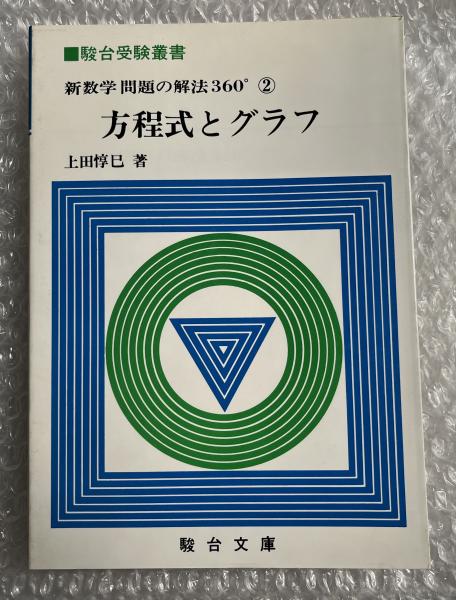 ■駿台受験叢書
新数学問題の解法360° ②
方程式とグラフ
上田惇巳 著
駿台文庫